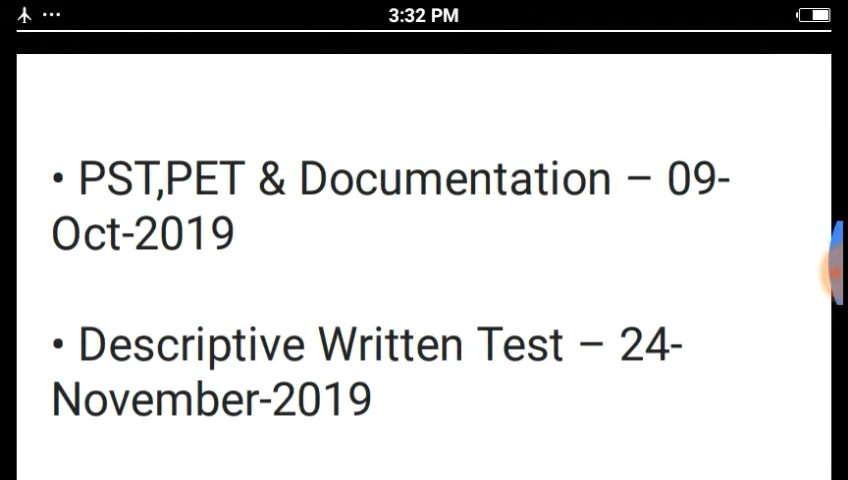 3:32 PM
• PST,PET & Documentation – 09-
Oct-2019
• Descriptive Written Test – 24-
November-2019